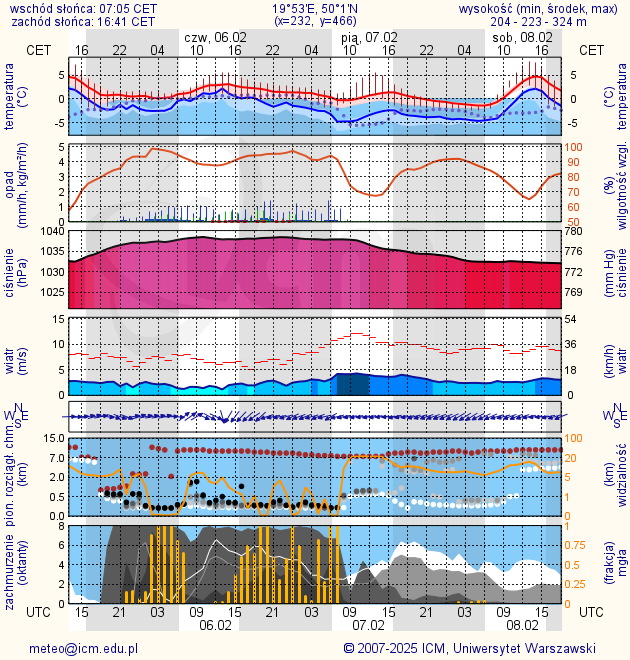 wschód słońca: 07:05 CET 19°53'E, 50°1'N wysokość (min, środek, max)
zachód słońca: 16:41 CET (x=232, y=466) 204 - 223 - 324 m
czw, 06.02 pią, 07.02 sob, 08.02
CET 16 22 04 10 16 22 04 10 16 22 04 10 16 CET
temperatura (°C) 5 0 -5 5 0 -5 temperatura (°C)
opad (mm/h, kg/m²/h) 5 4 3 2 1 0 100 90 80 70 60 50 (%) wilgotność wzgl.
ciśnienie (hPa) 1040 1035 1030 1025 780 776 772 769 (mm Hg) ciśnienie
wiatr (m/s) 15 10 5 0 54 36 18 0 (km/h) wiatr
N W E S N W E S
pion. rozciągł. chm. (km) 15.0 7.0 2.0 0.5 0.0 100 20 5 1 0 (km) widzialność
zachmurzenie (oktanty) 8 6 4 2 0 1 0.75 0.5 0.25 0 (frakcja) mgła
UTC 15 21 03 09 15 21 03 09 15 21 03 09 15 UTC
06.02 07.02 08.02
meteo@icm.edu.pl © 2007-2025 ICM, Uniwersytet Warszawski